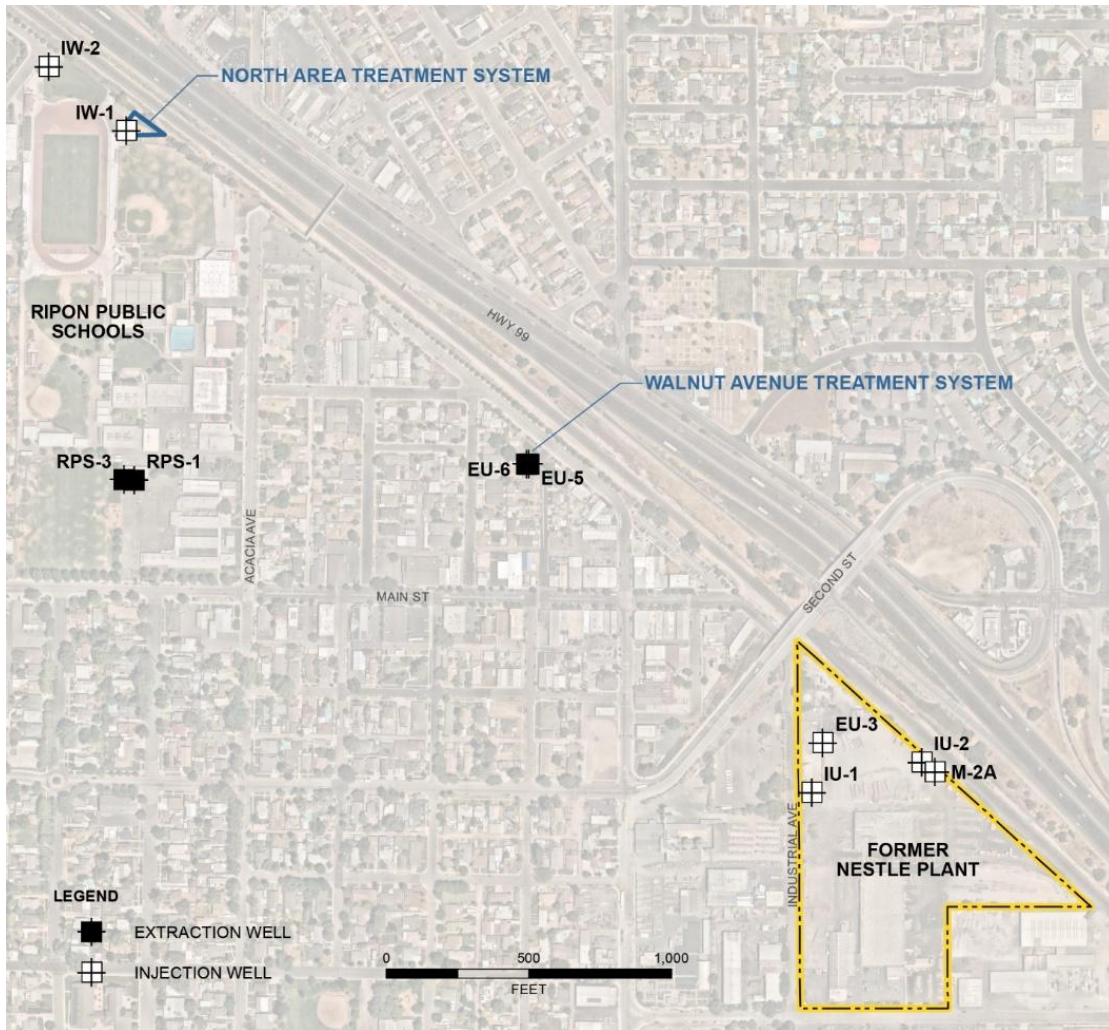 IW-2
NORTH AREA TREATMENT SYSTEM
IW-1
RIPON PUBLIC
SCHOOLS
HWY 99
WALNUT AVENUE TREATMENT SYSTEM
RPS-3
RPS-1
EU-6
EU-5
ACACIA AVE
MAIN ST
SECOND ST
EU-3
IU-2
M-2A
IU-1
INDUSTRIAL AVE
FORMER
NESTLE PLANT
LEGEND
EXTRACTION WELL
INJECTION WELL
0 500 1,000
FEET